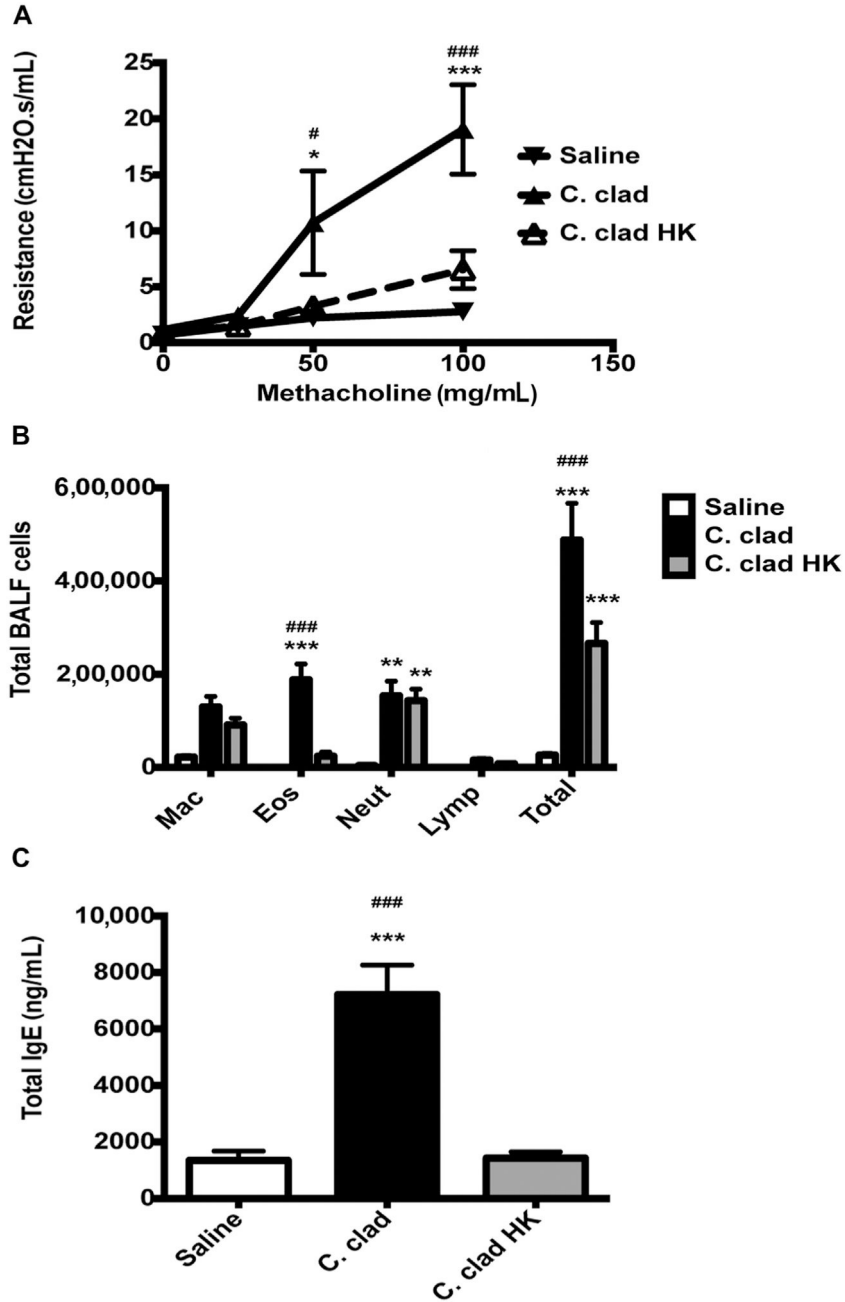 A
Resistance (cmH2O.s/mL)
25
20
15
10
5
0
###
***
#
*
0
50
100
150
Methacholine (mg/mL)
Saline
C. clad
C. clad HK
B
Total BALF cells
6,00,000
4,00,000
2,00,000
0
###
***
**
**
###
***
***
Mac
Eos
Neut
Lymp
Total
Saline
C. clad
C. clad HK
C
Total IgE (ng/mL)
10,000
8000
6000
4000
2000
0
###
***
Saline
C. clad
C. clad HK